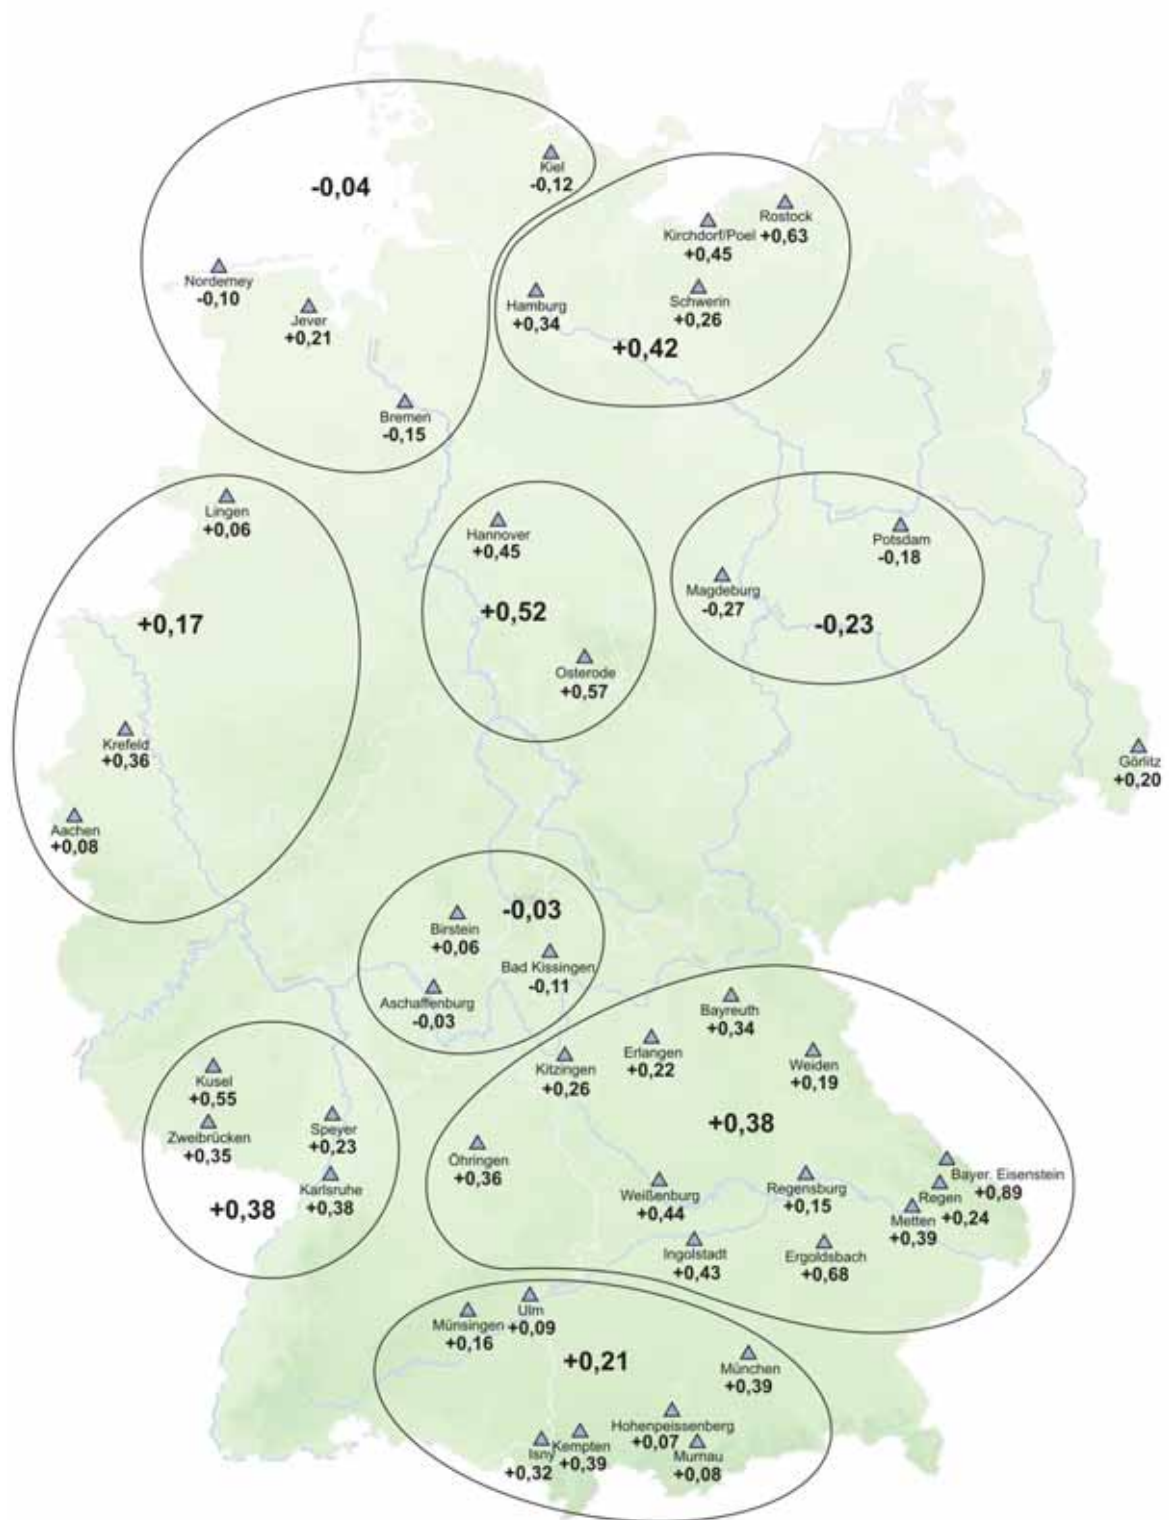 Kiel
-0,12
-0,04
Rostock
+0,63
Kirchdorf/Poel
+0,45
Norderney
-0,10
Hamburg
+0,34
Schwerin
+0,26
Jever
+0,21
+0,42
Bremen
-0,15
Lingen
+0,06
Hannover
+0,45
Potsdam
-0,18
Magdeburg
-0,27
+0,17
+0,52
-0,23
Osterode
+0,57
Krefeld
+0,36
Görlitz
+0,20
Aachen
+0,08
-0,03
Birstein
+0,06
Bad Kissingen
-0,11
Aschaffenburg
-0,03
Bayreuth
+0,34
Erlangen
+0,22
Weiden
+0,19
Kitzingen
+0,26
Kusel
+0,55
+0,38
Speyer
+0,23
Zweibrücken
+0,35
Öhringen
+0,36
Bayer. Eisenstein
+0,89
Karlsruhe
+0,38
Weißenburg
+0,44
Regensburg
+0,15
Regen
+0,24
Metten
+0,39
+0,38
Ingolstadt
+0,43
Ergoldsbach
+0,68
Ulm
+0,09
Münsingen
+0,16
+0,21
München
+0,39
Hohenpeissenberg
+0,07
Kempten
+0,39
Isny
+0,32
Murnau
+0,08